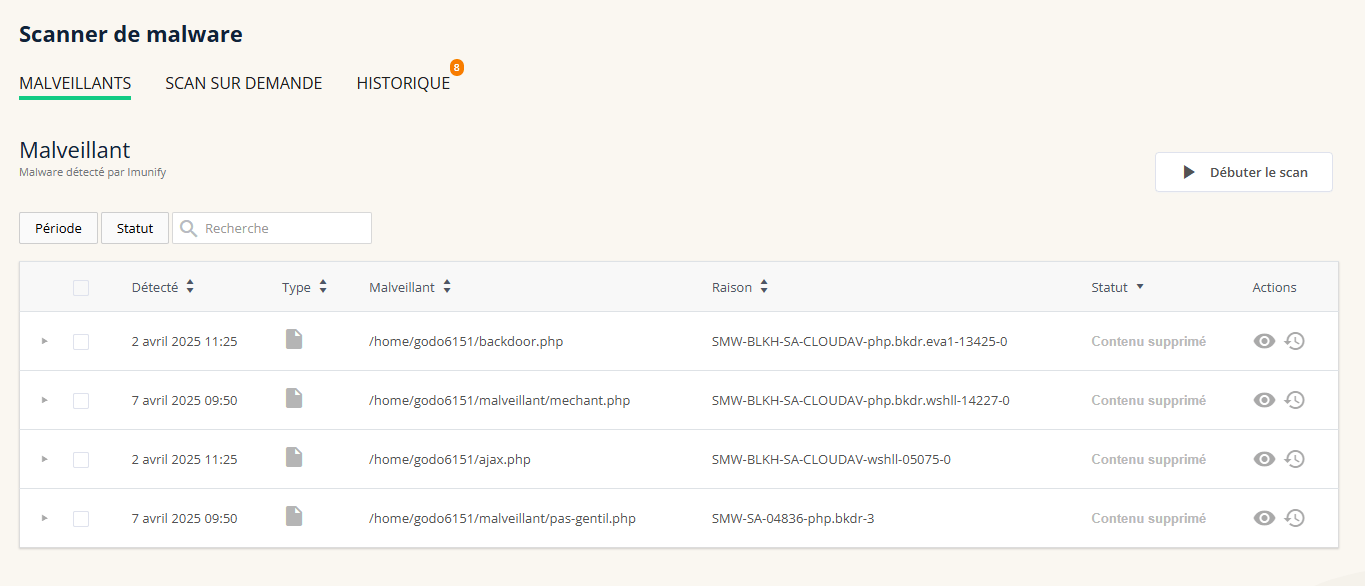 Scanner de malware
MALVEILLANTS SCAN SUR DEMANDE HISTORIQUE 8
Malveillant
Malware détecté par Imunify
Débuter le scan
Période Statut Recherche
Détecté Type Malveillant Raison Statut Actions
2 avril 2025 11:25 /home/godo6151/backdoor.php SMW-BLKH-SA-CLOUDAV-php.bkdr.eva1-13425-0 Contenu supprimé
7 avril 2025 09:50 /home/godo6151/malveillant/mechant.php SMW-BLKH-SA-CLOUDAV-php.bkdr.wshll-14227-0 Contenu supprimé
2 avril 2025 11:25 /home/godo6151/ajax.php SMW-BLKH-SA-CLOUDAV-wshll-05075-0 Contenu supprimé
7 avril 2025 09:50 /home/godo6151/malveillant/pas-gentil.php SMW-SA-04836-php.bkdr-3 Contenu supprimé